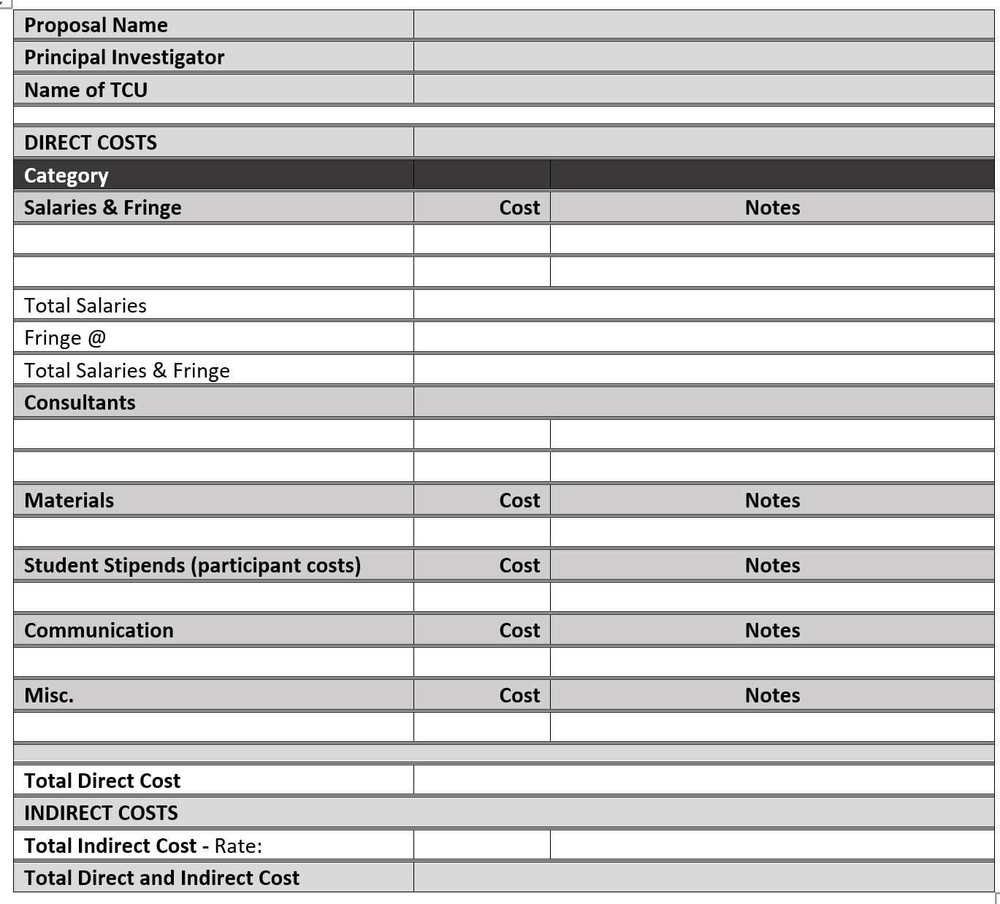 Proposal Name
Principal Investigator
Name of TCU
DIRECT COSTS
Category
Salaries & Fringe Cost Notes
Total Salaries
Fringe @
Total Salaries & Fringe
Consultants
Materials Cost Notes
Student Stipends (participant costs) Cost Notes
Communication Cost Notes
Misc. Cost Notes
Total Direct Cost
INDIRECT COSTS
Total Indirect Cost - Rate:
Total Direct and Indirect Cost